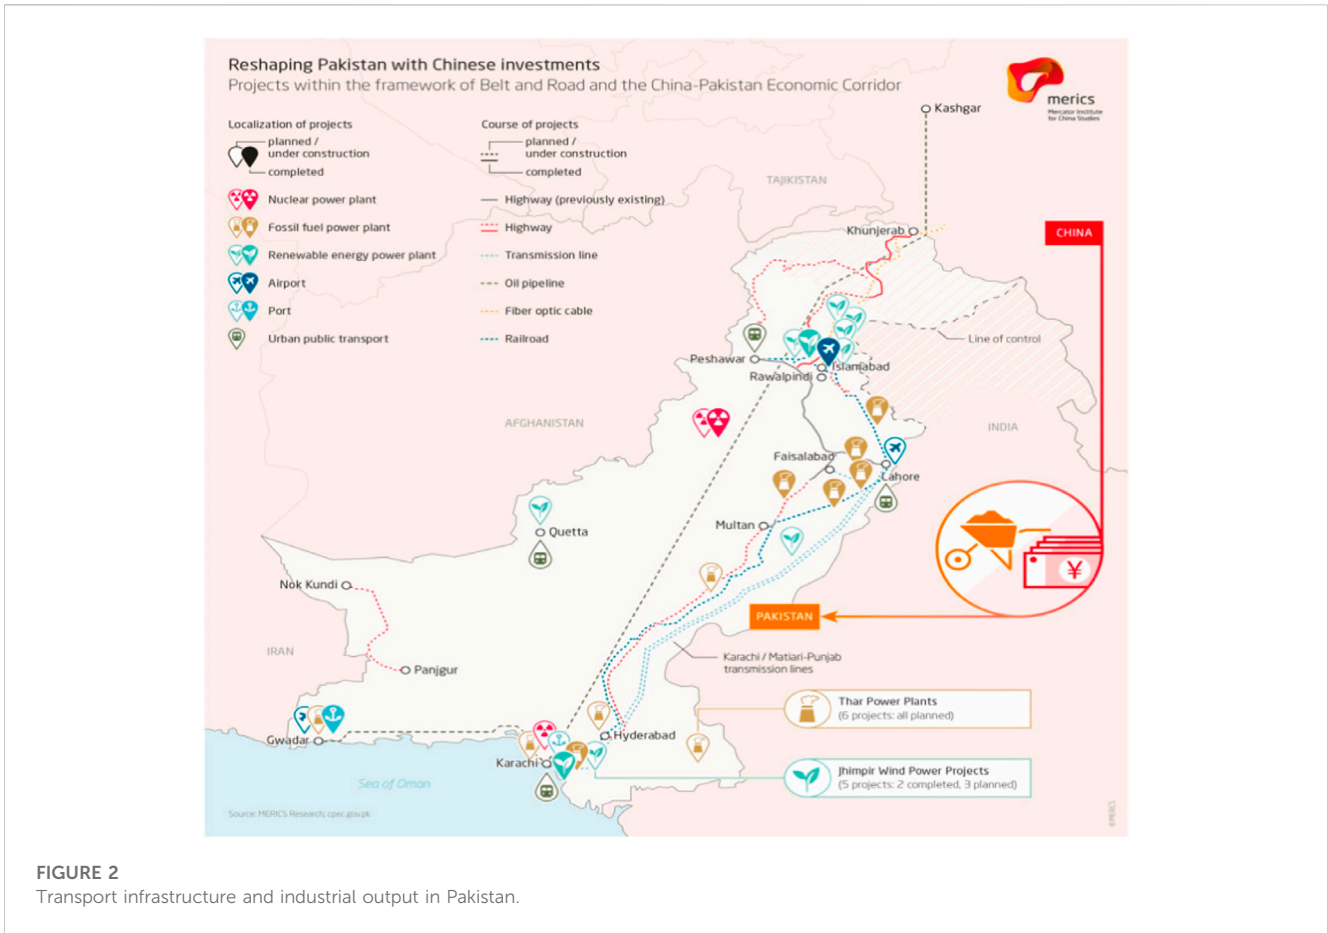 Reshaping Pakistan with Chinese investments
Projects within the framework of Belt and Road and the China-Pakistan Economic Corridor
merics
Mercator Institute
for China Studies
Localization of projects
planned /
under construction
completed
Nuclear power plant
Fossil fuel power plant
Renewable energy power plant
Airport
Port
Urban public transport
Course of projects
planned /
under construction
completed
Highway (previously existing)
Highway
Transmission line
Oil pipeline
Fiber optic cable
Railroad
Kashgar
TAJIKISTAN
Khunjerab
CHINA
Line of control
Peshawar
Islamabad
Rawalpindi
AFGHANISTAN
INDIA
Faisalabad
Lahore
Multan
Quetta
Nok Kundi
¥
PAKISTAN
IRAN
Panjgur
Karachi / Matiari-Punjab
transmission lines
Thar Power Plants
(6 projects: all planned)
Gwadar
Hyderabad
Karachi
Jhimpir Wind Power Projects
(5 projects: 2 completed, 3 planned)
Sea of Oman
Source: MERICS Research; cpec.gov.pk
©MERICS
FIGURE 2
Transport infrastructure and industrial output in Pakistan.